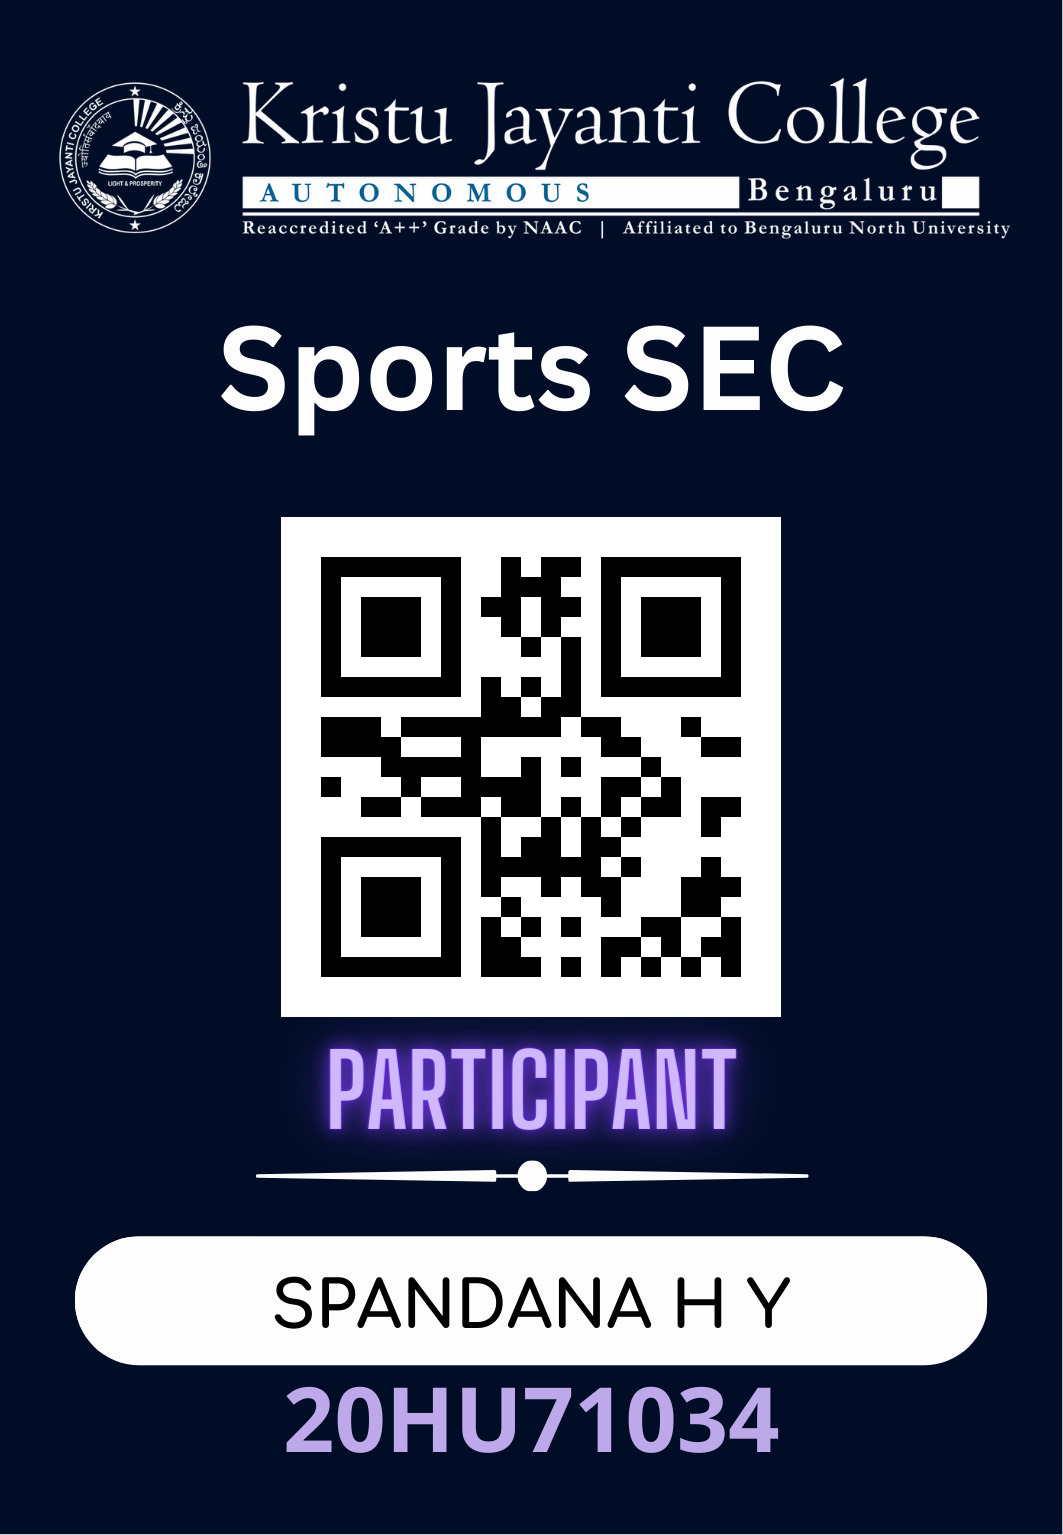 KRISTU JAYANTI COLLEGE
ಕ್ರಿಸ್ತು ಜಯಂತಿ ಕಾಲೇಜು
LIGHT & PROSPERITY
Kristu Jayanti College
AUTONOMOUS Bengaluru
Reaccredited ‘A++’ Grade by NAAC | Affiliated to Bengaluru North University
Sports SEC
PARTICIPANT
SPANDANA H Y
20HU71034